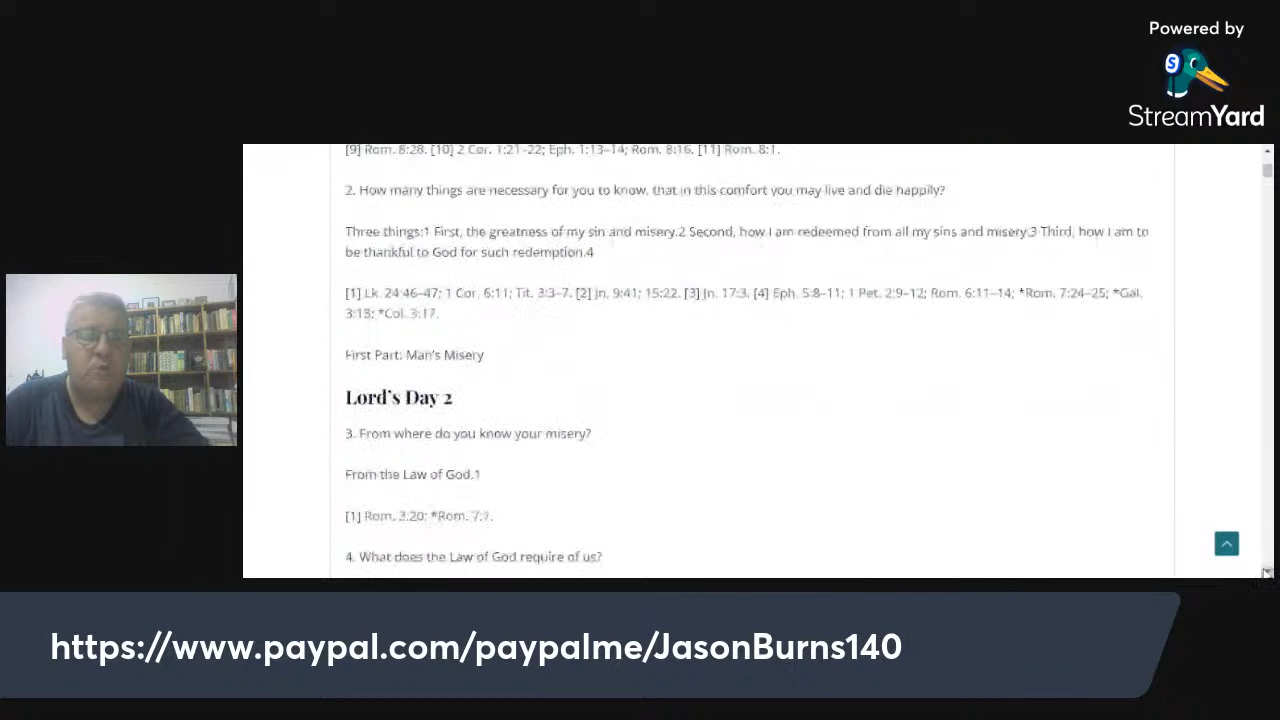 Powered by
S
StreamYard
[9] Rom. 8:28. [10] 2 Cor. 1:21–22; Eph. 1:13–14; Rom. 8:16. [11] Rom. 8:1.
2. How many things are necessary for you to know, that in this comfort you may live and die happily?
Three things:1 First, the greatness of my sin and misery.2 Second, how I am redeemed from all my sins and misery.3 Third, how I am to
be thankful to God for such redemption.4
[1] Lk. 24:46–47; 1 Cor. 6:11; Tit. 3:3–7. [2] Jn. 9:41; 15:22. [3] Jn. 17:3. [4] Eph. 5:8–11; 1 Pet. 2:9–12; Rom. 6:11–14; *Rom. 7:24–25; *Gal.
3:13; *Col. 3:17.
First Part: Man's Misery
Lord's Day 2
3. From where do you know your misery?
From the Law of God.1
[1] Rom. 3:20; *Rom. 7:7.
4. What does the Law of God require of us?
https://www.paypal.com/paypalme/JasonBurns140